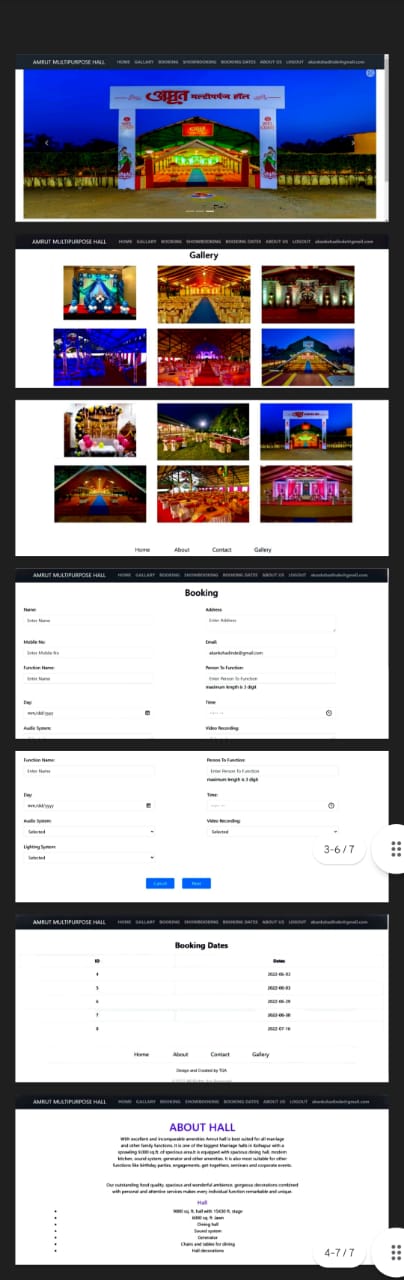 AMRUT MULTIPURPOSE HALL HOME GALLARY BOOKING SHOWBOOKING BOOKING DATES ABOUT US LOGOUT akankshadinde@gmail.com
अमृत मल्टीपर्पज हॉल
AMRUT MULTIPURPOSE HALL HOME GALLARY BOOKING SHOWBOOKING BOOKING DATES ABOUT US LOGOUT akankshadinde@gmail.com
Gallery
Home About Contact Gallery
AMRUT MULTIPURPOSE HALL HOME GALLARY BOOKING SHOWBOOKING BOOKING DATES ABOUT US LOGOUT akankshadinde@gmail.com
Booking
Name: Address:
Enter Name Enter Address
Mobile No: Email:
Enter Mobile No akankshadinde@gmail.com
Function Name: Person To Function:
Enter Name Enter Person To Function
maximum length is 3 digit
Day: Time:
mm/dd/yyyy --:-- --
Audio System: Video Recording:
Function Name: Person To Function:
Enter Name Enter Person To Function
maximum length is 3 digit
Day: Time:
mm/dd/yyyy --:-- --
Audio System: Video Recording:
Selected Selected
Lighting System:
Selected
3-6 / 7
Cancel Next
AMRUT MULTIPURPOSE HALL HOME GALLARY BOOKING SHOWBOOKING BOOKING DATES ABOUT US LOGOUT akankshadinde@gmail.com
Booking Dates
ID Dates
4 2022-06-02
5 2022-06-03
6 2022-06-29
7 2022-06-30
8 2022-07-16
Home About Contact Gallery
Design and Created by TGA
AMRUT MULTIPURPOSE HALL HOME GALLARY BOOKING SHOWBOOKING BOOKING DATES ABOUT US LOGOUT akankshadinde@gmail.com
ABOUT HALL
With excellent and incomparable amenities Amrut hall is best suited for all marriage
and other family functions. It is one of the biggest Marriage halls in Kolhapur with a
sprawling 9,000 sq.ft. of spacious area.It is equipped with spacious dining hall, modern
kitchen, sound system, generator and other amenities. It is also most suitable for other
functions like birthday parties, engagements, get-togethers, seminars and corporate events.
Our outstanding food quality, spacious and wonderful ambience, gorgeous decorations combined
with personal and attentive services makes every individual function remarkable and unique.
Hall
9000 sq. ft. hall with 15X30 ft. stage
6000 sq. ft. lawn
Dining hall
Sound system
Generator
Chairs and tables for dining
Hall decorations
4-7 / 7